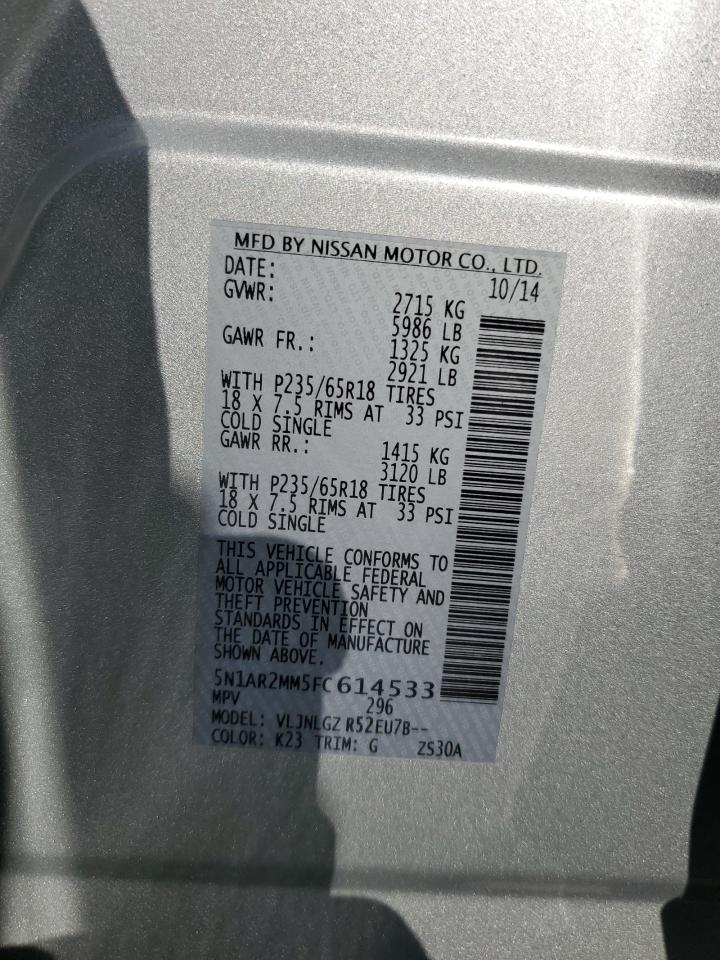 MFD BY NISSAN MOTOR CO., LTD.
DATE: 10/14
GVWR: 2715 KG
5986 LB
GAWR FR.: 1325 KG
2921 LB
WITH P235/65R18 TIRES
18 X 7.5 RIMS AT 33 PSI
COLD SINGLE
GAWR RR.: 1415 KG
3120 LB
WITH P235/65R18 TIRES
18 X 7.5 RIMS AT 33 PSI
COLD SINGLE
THIS VEHICLE CONFORMS TO
ALL APPLICABLE FEDERAL
MOTOR VEHICLE SAFETY AND
THEFT PREVENTION
STANDARDS IN EFFECT ON
THE DATE OF MANUFACTURE
SHOWN ABOVE.
5N1AR2MM5FC614533
MPV 296
MODEL: VLJNLGZ R52EU7B--
COLOR: K23 TRIM: G ZS30A